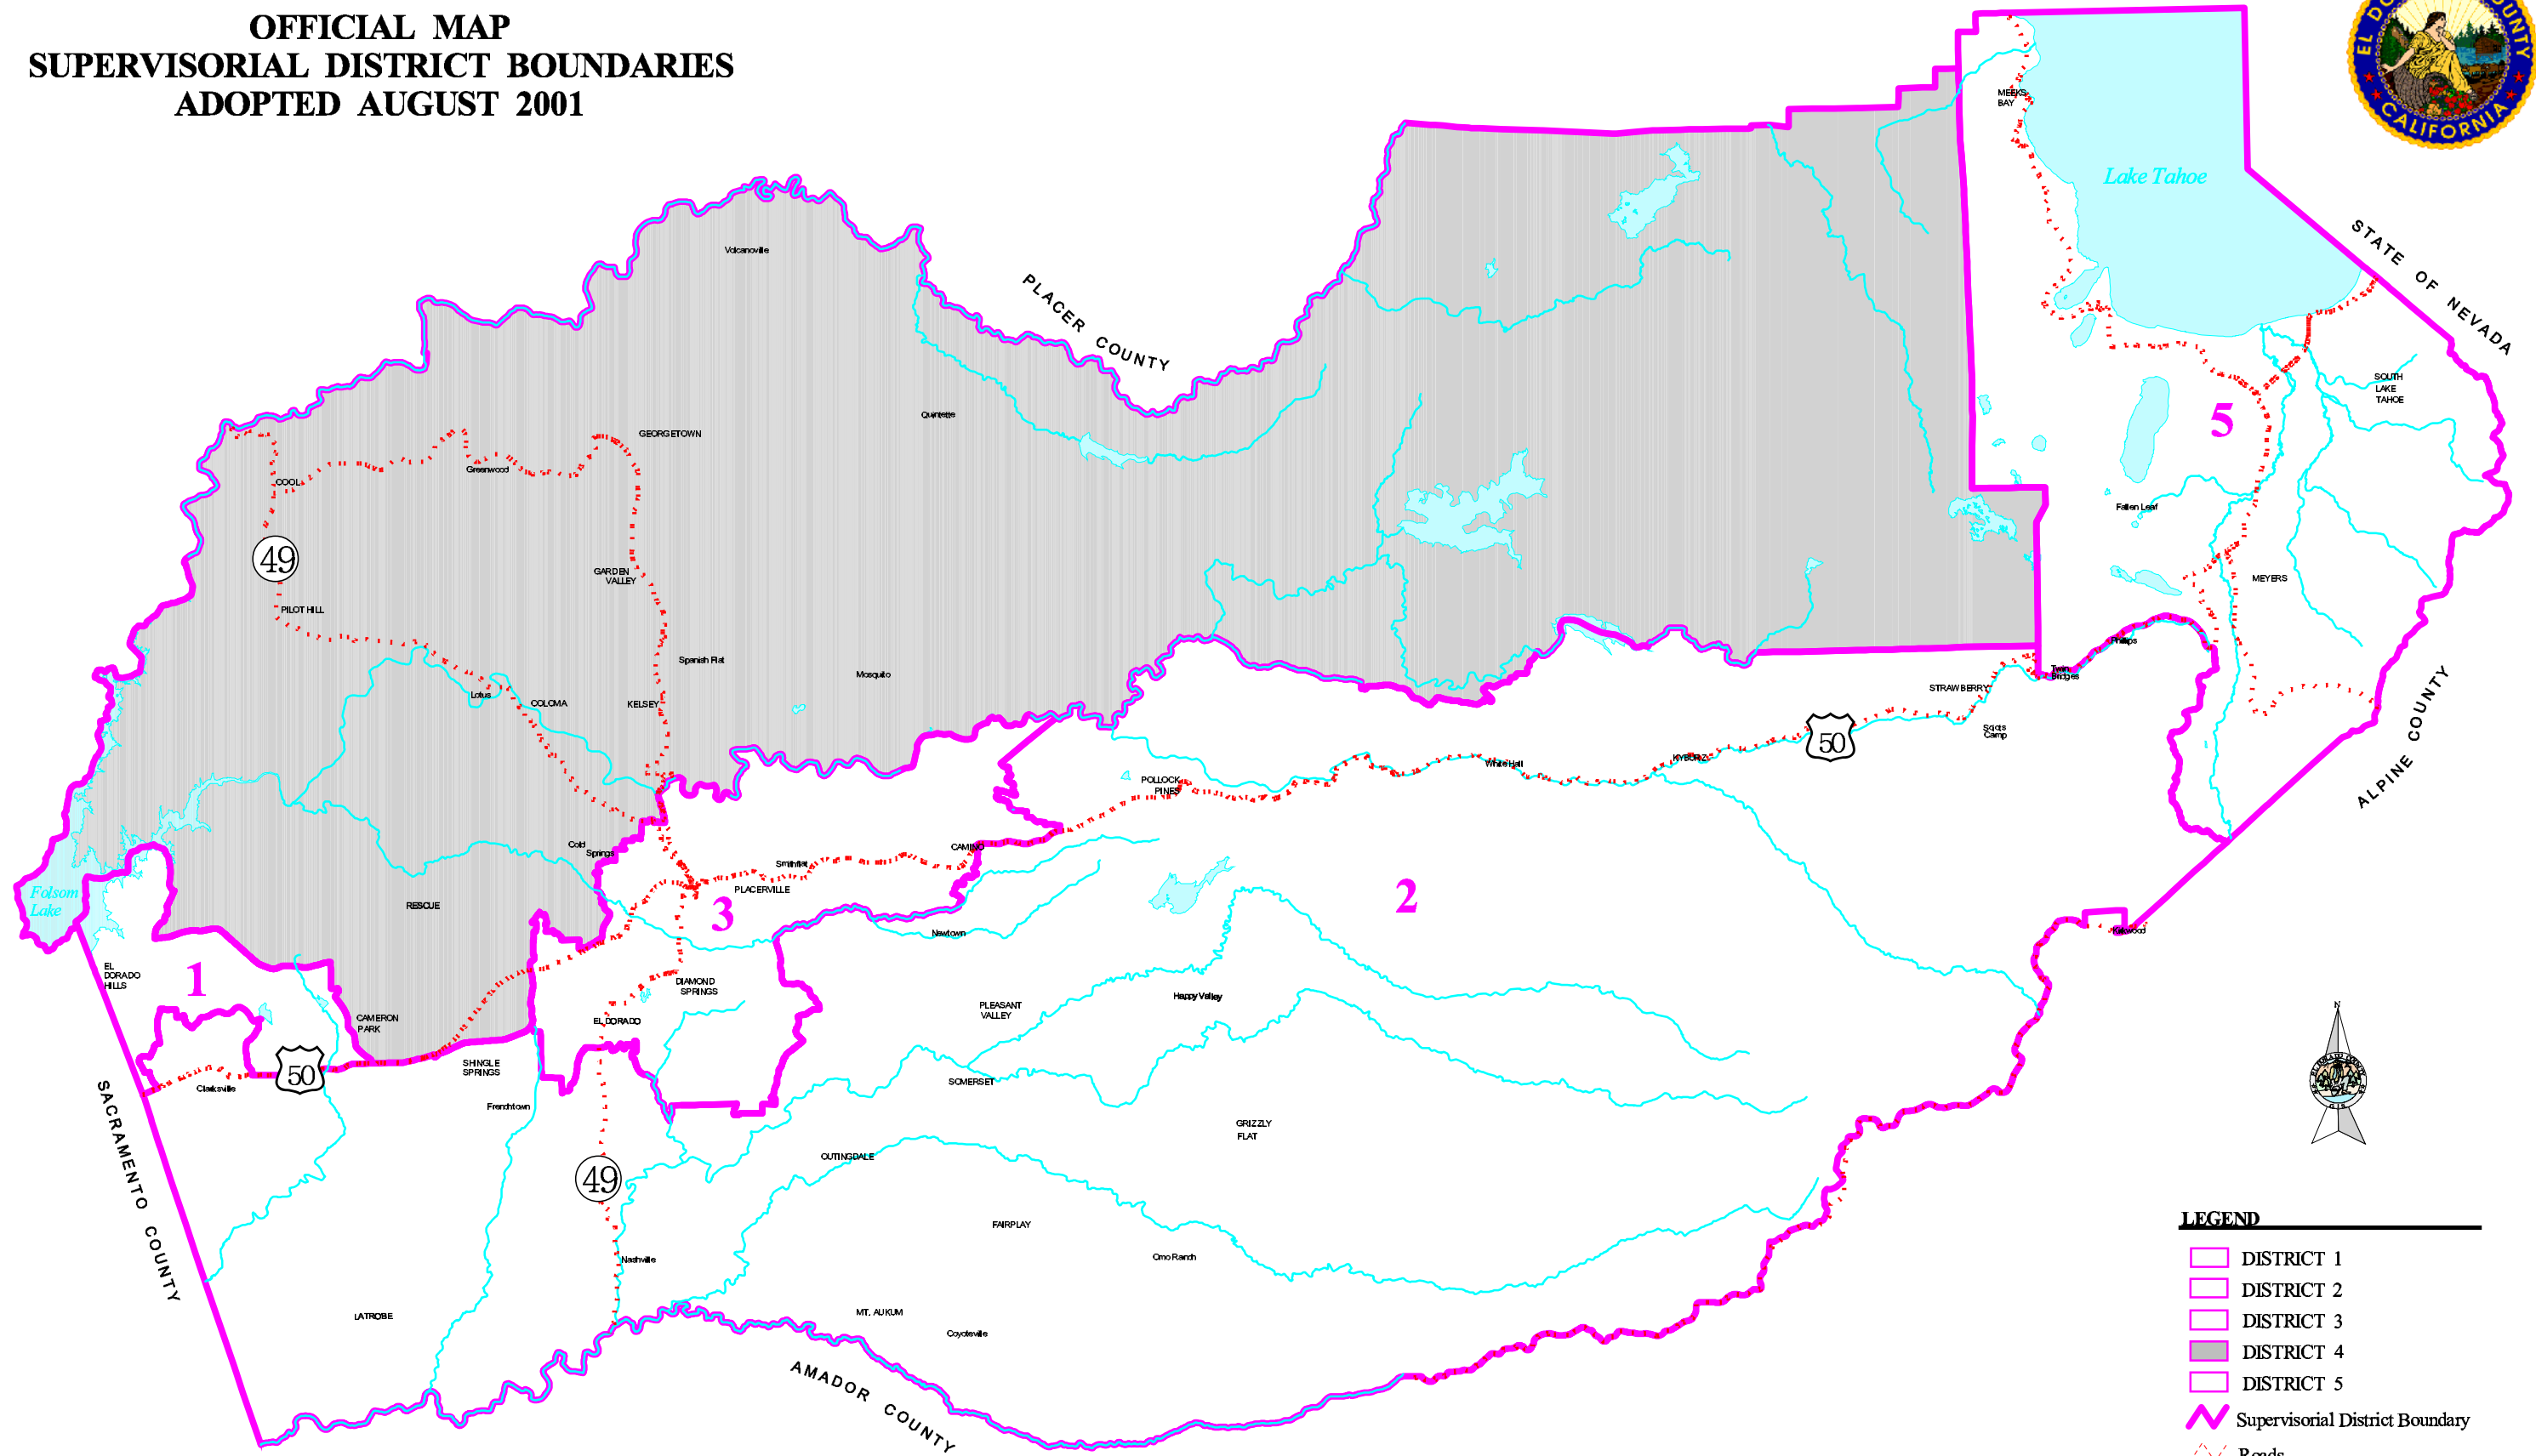 OFFICIAL MAP
SUPERVISORIAL DISTRICT BOUNDARIES
ADOPTED AUGUST 2001
COUNTY
CALIFORNIA
MEEKS
BAY
Lake Tahoe
STATE OF NEVADA
PLACER COUNTY
Volcanoville
Quintette
GEORGETOWN
Greenwood
COOL
49
SOUTH
LAKE
TAHOE
5
Fallen Leaf
MEYERS
GARDEN
VALLEY
PILOT HILL
Spanish Flat
Mosquito
Lotus
COLOMA
KELSEY
Phillips
Twin
Bridges
STRAWBERRY
Camp
50
KYBURZ
White Hall
POLLOCK
PINES
ALPINE COUNTY
Cold
Springs
Smithflat
CAMINO
PLACERVILLE
3
2
Folsom
Lake
RESCUE
Newtown
Kirkwood
EL
DORADO
HILLS
1
DIAMOND
SPRINGS
PLEASANT
VALLEY
Happy Valley
CAMERON
PARK
EL DORADO
SHINGLE
SPRINGS
50
Clarksville
Frenchtown
SOMERSET
GRIZZLY
FLAT
OUTINGDALE
49
SACRAMENTO COUNTY
FAIRPLAY
Omo Ranch
Nashville
LATROBE
MT. AUKUM
Coyoteville
AMADOR COUNTY
N
LEGEND
DISTRICT 1
DISTRICT 2
DISTRICT 3
DISTRICT 4
DISTRICT 5
Supervisorial District Boundary
Roads